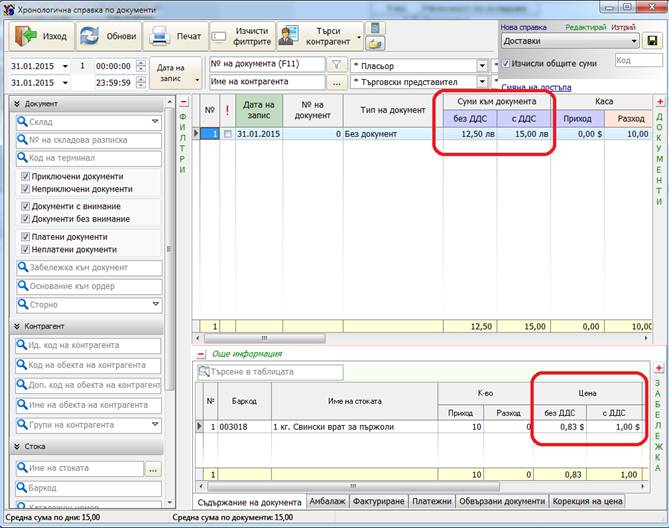 Хронологична справка по документи
Изход
Обнови
Печат
Изчисти филтрите
Търси контрагент
Нова справка Редактирай Изтрий
Доставки
Изчисли общите суми
Код
Смяна на достъпа
31.01.2015 1 00:00:00
31.01.2015 23:59:59
Дата на запис
№ на документа (F11)
Име на контрагента
...
* Пласьор
* Търговски представител
Документ
Склад
№ на складова разписка
Код на терминал
Приключени документи
Неприключени документи
Документи с внимание
Документи без внимание
Платени документи
Неплатени документи
Забележка към документ
Основание към ордер
Сторно
Контрагент
Ид. код на контрагента
Код на обекта на контрагента
Доп. код на обекта на контрагент
Име на обекта на контрагента
Групи на контрагента
Стока
Име на стоката
...
Баркод
Каталожен номер
ФИЛТРИ
№ ! Дата на запис № на документ Тип на документ Суми към документа Каса
без ДДС с ДДС Приход Разход
1 31.01.2015 0 Без документ 12,50 лв 15,00 лв 0,00 $ 10,00
1 12,50 15,00 0,00 10,00
ДОКУМЕНТИ
Още информация
Търсене в таблицата
№ Баркод Име на стоката К-во Цена
Приход Разход без ДДС с ДДС
1 003018 1 кг. Свински врат за пържоли 10 0 0,83 $ 1,00 $
1 10 0 0,83 1,00
ЗАБЕЛЕЖКА
Съдържание на документа Амбалаж Фактуриране Платежни Обвързани документи Корекция на цена
Средна сума по дни: 15,00 Средна сума по документи: 15,00